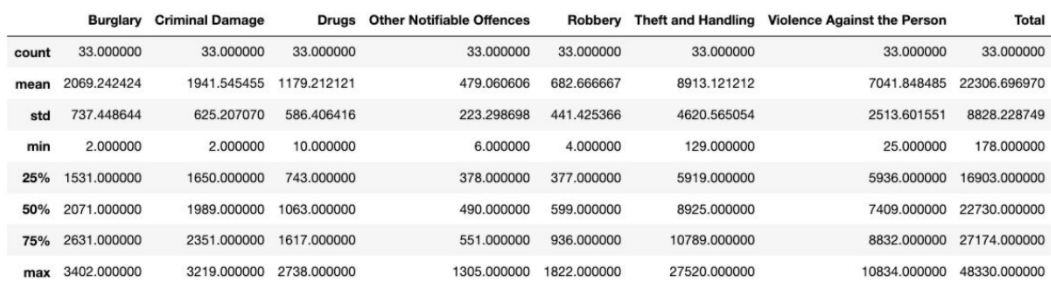 Burglary Criminal Damage Drugs Other Notifiable Offences Robbery Theft and Handling Violence Against the Person Total
count 33.000000 33.000000 33.000000 33.000000 33.000000 33.000000 33.000000 33.000000
mean 2069.242424 1941.545455 1179.212121 479.060606 682.666667 8913.121212 7041.848485 22306.696970
std 737.448644 625.207070 586.406416 223.298698 441.425366 4620.565054 2513.601551 8828.228749
min 2.000000 2.000000 10.000000 6.000000 4.000000 129.000000 25.000000 178.000000
25% 1531.000000 1650.000000 743.000000 378.000000 377.000000 5919.000000 5936.000000 16903.000000
50% 2071.000000 1989.000000 1063.000000 490.000000 599.000000 8925.000000 7409.000000 22730.000000
75% 2631.000000 2351.000000 1617.000000 551.000000 936.000000 10789.000000 8832.000000 27174.000000
max 3402.000000 3219.000000 2738.000000 1305.000000 1822.000000 27520.000000 10834.000000 48330.000000